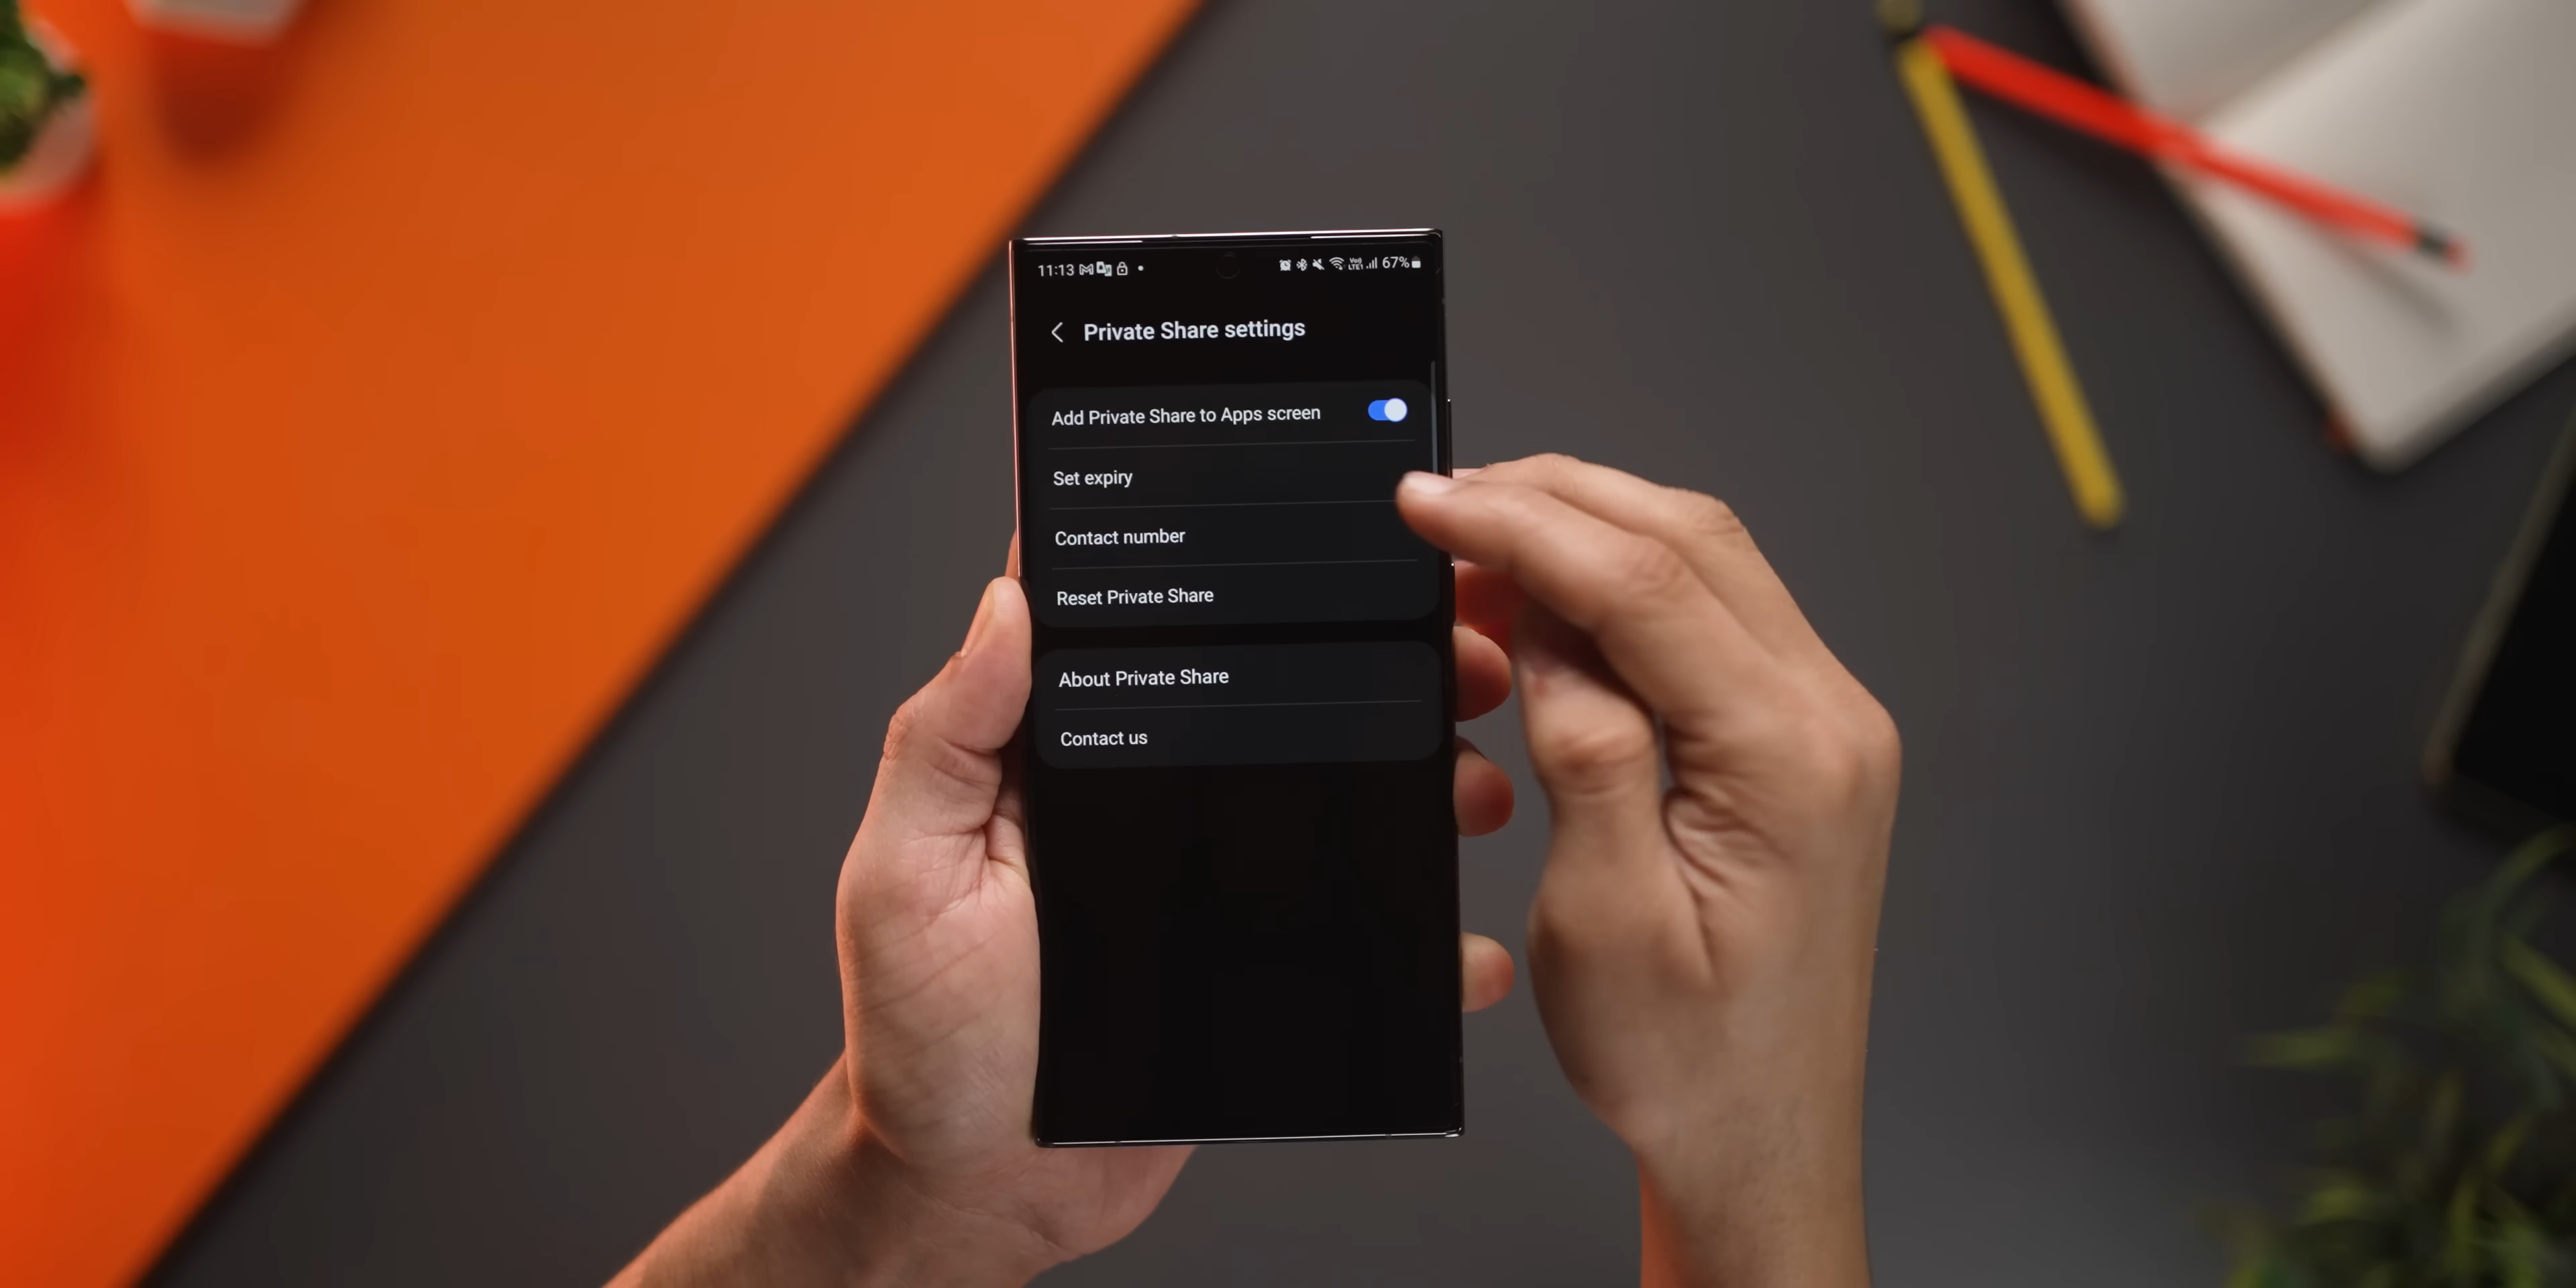 11:13
67%
Private Share settings
Add Private Share to Apps screen
Set expiry
Contact number
Reset Private Share
About Private Share
Contact us